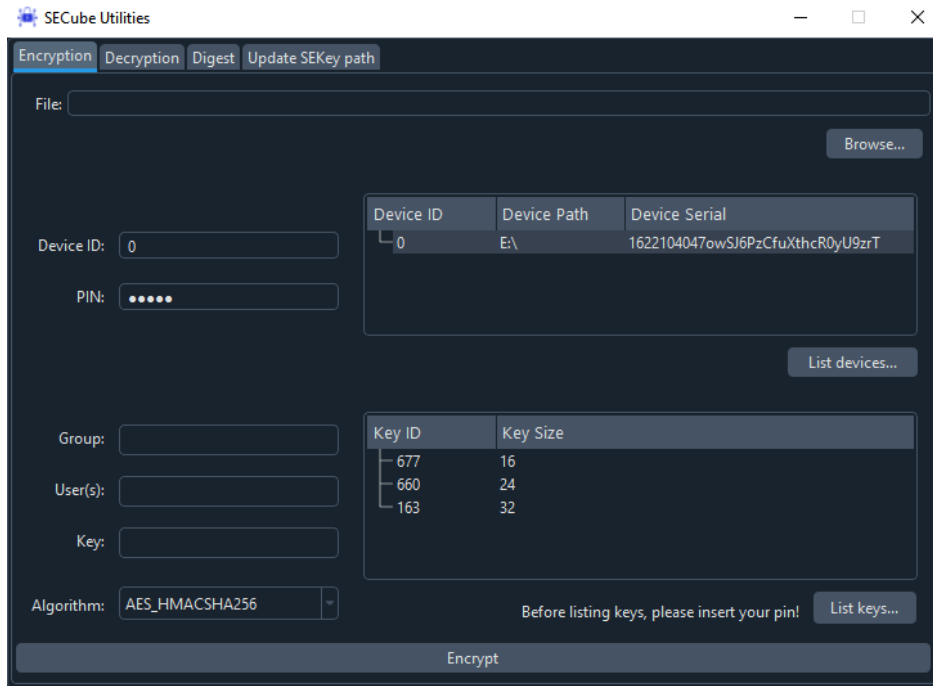 SECube Utilities
Encryption Decryption Digest Update SEKey path
File:
Browse...
Device ID Device Path Device Serial
0 E:\ 1622104047owSJ6PzCfuXthcR0yU9zrT
Device ID: 0
PIN: •••••
List devices...
Key ID Key Size
677 16
660 24
163 32
Group:
User(s):
Key:
Algorithm: AES_HMACSHA256
Before listing keys, please insert your pin! List keys...
Encrypt